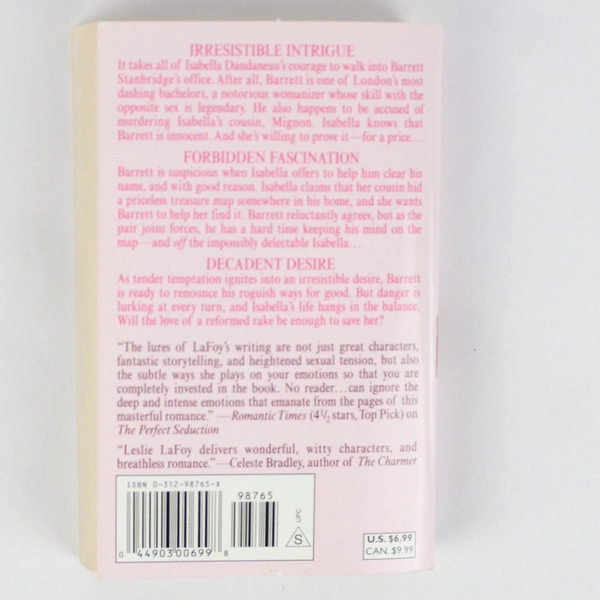 IRRESISTIBLE INTRIGUE
It takes all of Isabella Dandaneau's courage to walk into Barrett
Stanbridge's office. After all, Barrett is one of London's most
dashing bachelors, a notorious womanizer whose skill with the
opposite sex is legendary. He also happens to be accused of
murdering Isabella's cousin, Mignon. Isabella knows that
Barrett is innocent. And she's willing to prove it—for a price...
FORBIDDEN FASCINATION
Barrett is suspicious when Isabella offers to help him clear his
name, and with good reason. Isabella claims that her cousin hid
a priceless treasure map somewhere in his home, and she wants
Barrett to help her find it. Barrett reluctantly agrees, but as the
pair joins forces, he has a hard time keeping his mind on the
map—and off the impossibly delectable Isabella...
DECADENT DESIRE
As tender temptation ignites into an irresistible desire, Barrett
is ready to renounce his roguish ways for good. But danger is
lurking at every turn, and Isabella's life hangs in the balance.
Will the love of a reformed rake be enough to save her?
"The lures of LaFoy's writing are not just great characters,
fantastic storytelling, and heightened sexual tension, but also
the subtle ways she plays on your emotions so that you are
completely invested in the book. No reader...can ignore the
deep and intense emotions that emanate from the pages of this
masterful romance." —Romantic Times (4½ stars, Top Pick) on
The Perfect Seduction
"Leslie LaFoy delivers wonderful, witty characters, and
breathless romance."—Celeste Bradley, author of The Charmer
ISBN 0-312-98765-X
98765
S UPC
0 44903 00699 8
U.S. $6.99
CAN. $9.99